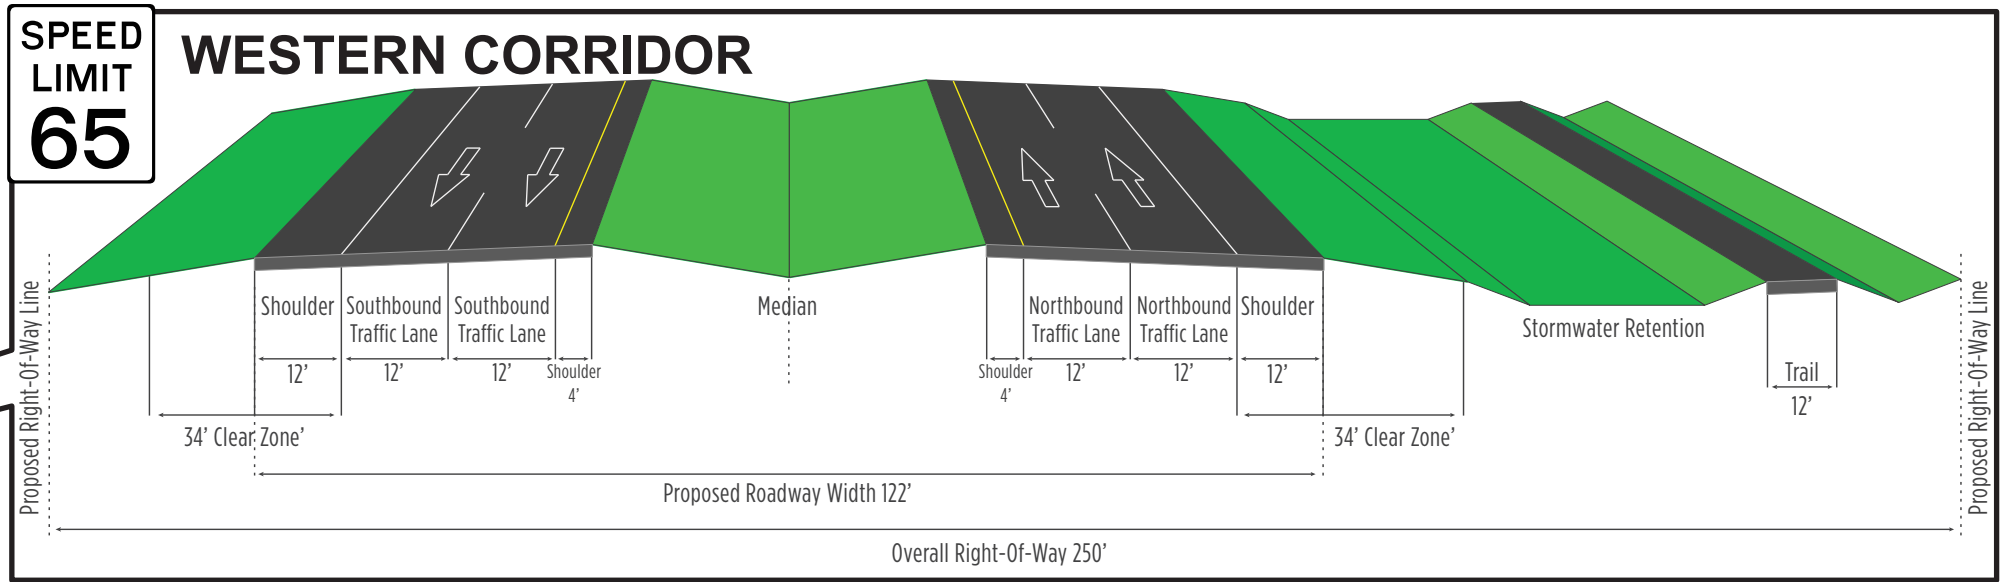 SPEED
LIMIT
65
WESTERN CORRIDOR
Proposed Right-Of-Way Line
Shoulder
12’
Southbound
Traffic Lane
12’
Southbound
Traffic Lane
12’
Shoulder
4’
Median
Shoulder
4’
Northbound
Traffic Lane
12’
Northbound
Traffic Lane
12’
Shoulder
12’
Stormwater Retention
Trail
12’
Proposed Right-Of-Way Line
34’ Clear Zone’
34’ Clear Zone’
Proposed Roadway Width 122’
Overall Right-Of-Way 250’